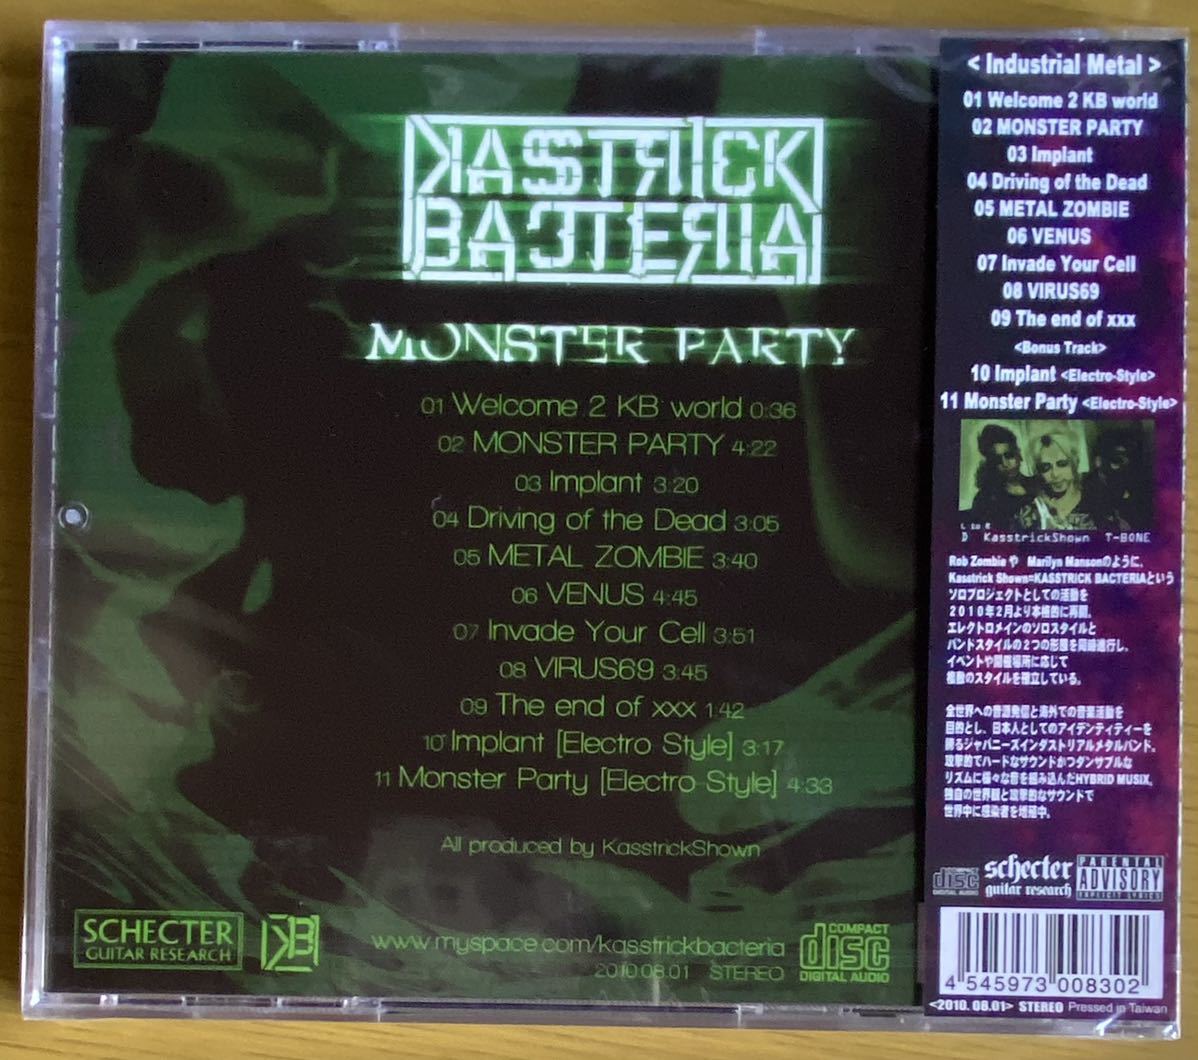 KASSTRICK
BACTERIA
MONSTER PARTY
01 Welcome 2 KB world 0:36
02 MONSTER PARTY 4:22
03 Implant 3:20
04 Driving of the Dead 3:05
05 METAL ZOMBIE 3:40
06 VENUS 4:45
07 Invade Your Cell 3:51
08 VIRUS69 3:45
09 The end of xxx 1:42
10 Implant [Electro Style] 3:17
11 Monster Party [Electro Style] 4:33
All produced by KasstrickShown
SCHECTER
GUITAR RESEARCH
KB
www.myspace.com/kasstrickbacteria
2010.08.01 STEREO
COMPACT
disc
DIGITAL AUDIO
< Industrial Metal >
01 Welcome 2 KB world
02 MONSTER PARTY
03 Implant
04 Driving of the Dead
05 METAL ZOMBIE
06 VENUS
07 Invade Your Cell
08 VIRUS69
09 The end of xxx
<Bonus Track>
10 Implant <Electro-Style>
11 Monster Party <Electro-Style>
L to R
D KasstrickShown T-BONE
Rob Zombie や Marilyn Mansonのように、
Kasstrick Shown=KASSTRICK BACTERIAという
ソロプロジェクトとしての活動を
2010年2月より本格的に再開。
エレクトロメインのソロスタイルと
バンドスタイルの2つの形態を同時進行し、
イベントや開催場所に応じて
複数のスタイルを確立している。
全世界への音源発信と海外での音楽活動を
目的とし、日本人としてのアイデンティティーを
誇るジャパニーズインダストリアルメタルバンド。
攻撃的でハードなサウンドかつダンサブルな
リズムに様々な音を組み込んだHYBRID MUSIX。
独自の世界観と攻撃的なサウンドで
世界中に感染者を増殖中。
COMPACT
disc
DIGITAL AUDIO
schecter
guitar research
PARENTAL
ADVISORY
EXPLICIT LYRICS
4 545973 008302
<2010. 08.01> STEREO Pressed in Taiwan